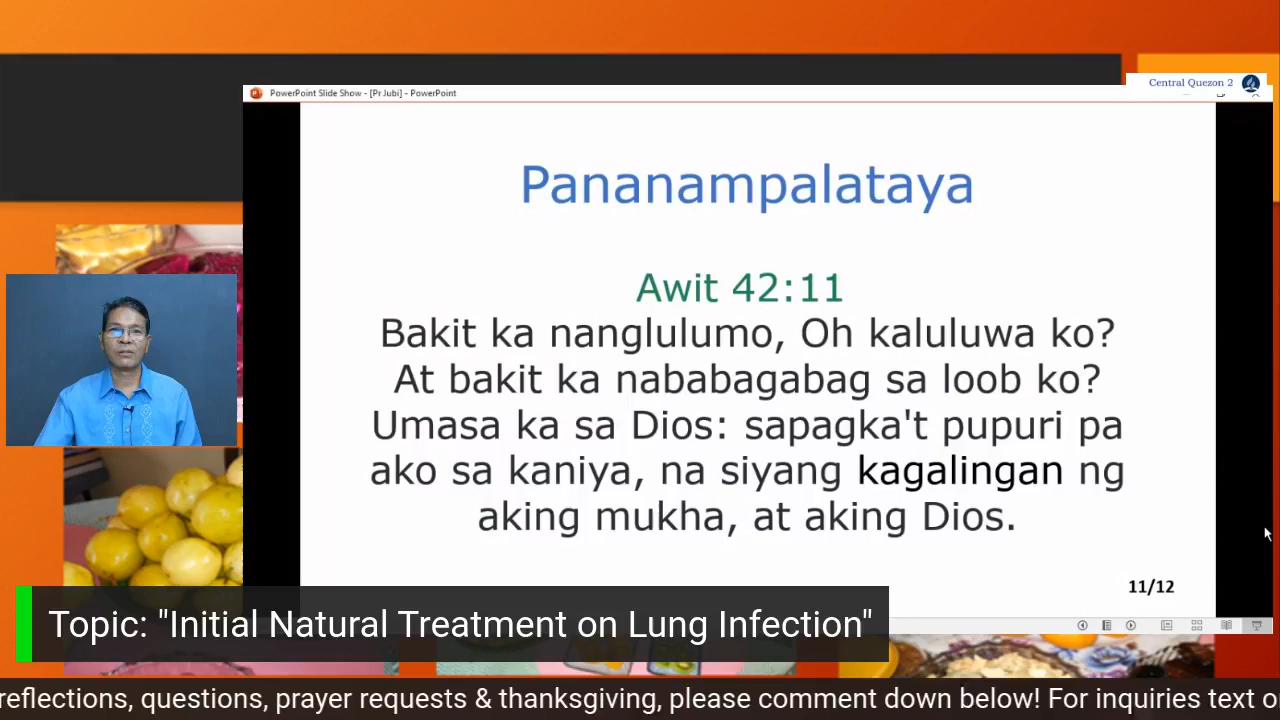 Central Quezon 2
PowerPoint Slide Show - [Pr Jubi] - PowerPoint
Pananampalataya
Awit 42:11
Bakit ka nanglulumo, Oh kaluluwa ko?
At bakit ka nababagabag sa loob ko?
Umasa ka sa Dios: sapagka't pupuri pa
ako sa kaniya, na siyang kagalingan ng
aking mukha, at aking Dios.
11/12
Topic: "Initial Natural Treatment on Lung Infection"
reflections, questions, prayer requests & thanksgiving, please comment down below! For inquiries text